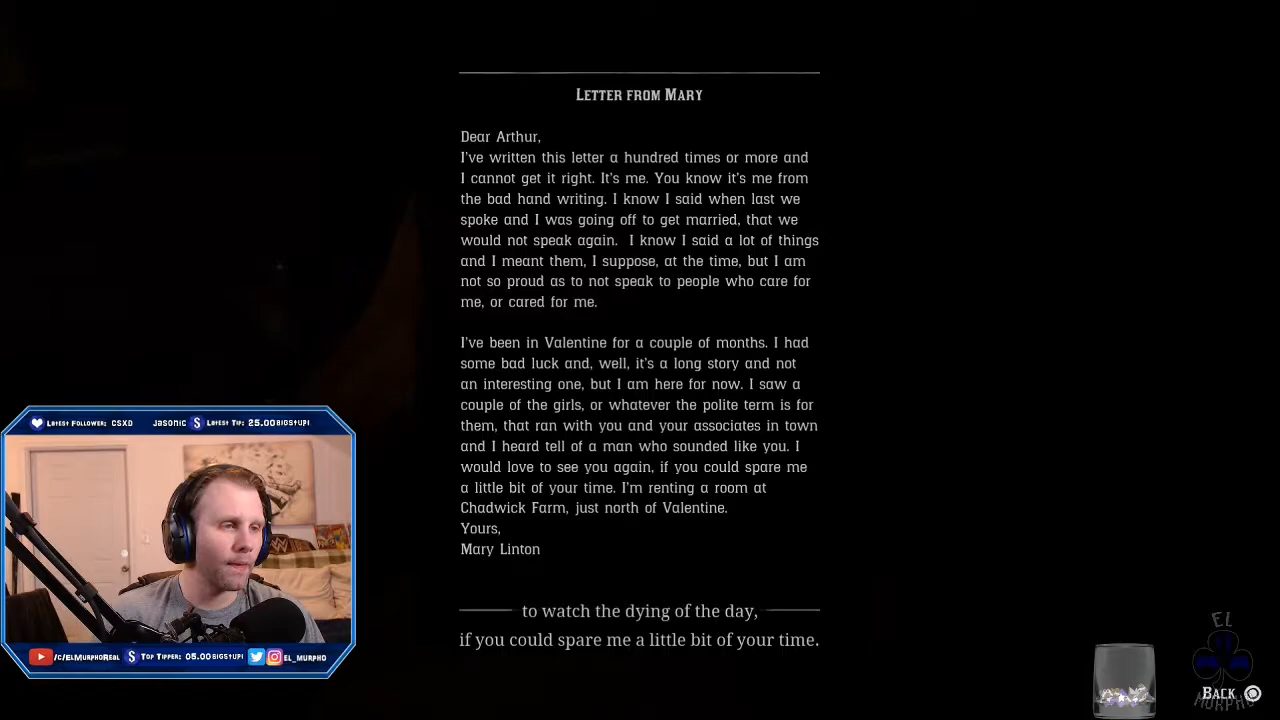 LETTER FROM MARY
Dear Arthur,
I've written this letter a hundred times or more and
I cannot get it right. It's me. You know it's me from
the bad hand writing. I know I said when last we
spoke and I was going off to get married, that we
would not speak again.  I know I said a lot of things
and I meant them, I suppose, at the time, but I am
not so proud as to not speak to people who care for
me, or cared for me.
I've been in Valentine for a couple of months. I had
some bad luck and, well, it's a long story and not
an interesting one, but I am here for now. I saw a
couple of the girls, or whatever the polite term is for
them, that ran with you and your associates in town
and I heard tell of a man who sounded like you. I
would love to see you again, if you could spare me
a little bit of your time. I'm renting a room at
Chadwick Farm, just north of Valentine.
Yours,
Mary Linton
to watch the dying of the day,
if you could spare me a little bit of your time.
LATEST FOLLOWER: CSXD JASONIC $ LATEST TIP: 25.00 BIGSTUPI
/C/ELMURPHOREAL $ TOP TIPPER: 05.00 BIGSTUPI EL_MURPHO
EL
MURPHO
BACK